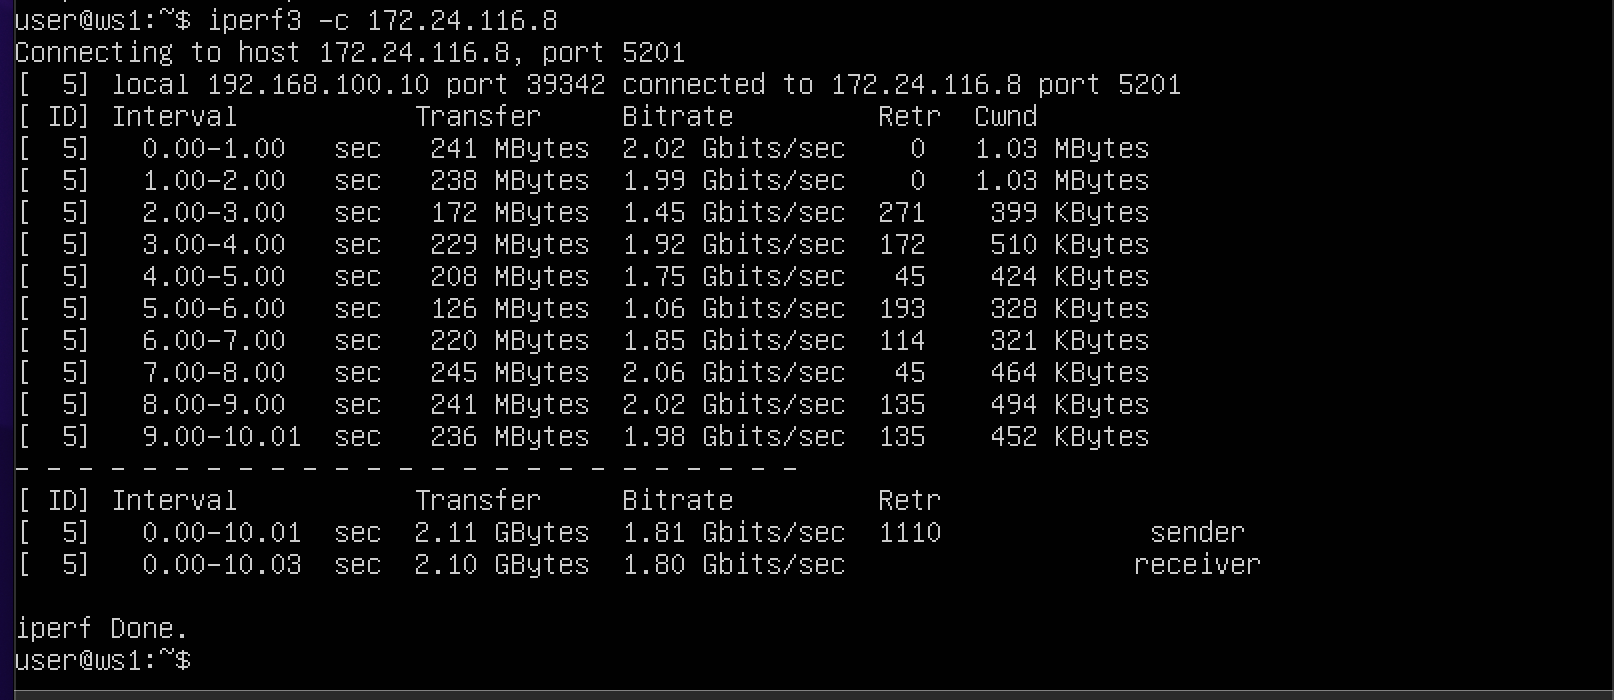 user@ws1:~$ iperf3 -c 172.24.116.8
Connecting to host 172.24.116.8, port 5201
[  5] local 192.168.100.10 port 39342 connected to 172.24.116.8 port 5201
[ ID] Interval           Transfer     Bitrate         Retr  Cwnd
[  5]   0.00-1.00   sec   241 MBytes  2.02 Gbits/sec    0   1.03 MBytes
[  5]   1.00-2.00   sec   238 MBytes  1.99 Gbits/sec    0   1.03 MBytes
[  5]   2.00-3.00   sec   172 MBytes  1.45 Gbits/sec  271    399 KBytes
[  5]   3.00-4.00   sec   229 MBytes  1.92 Gbits/sec  172    510 KBytes
[  5]   4.00-5.00   sec   208 MBytes  1.75 Gbits/sec   45    424 KBytes
[  5]   5.00-6.00   sec   126 MBytes  1.06 Gbits/sec  193    328 KBytes
[  5]   6.00-7.00   sec   220 MBytes  1.85 Gbits/sec  114    321 KBytes
[  5]   7.00-8.00   sec   245 MBytes  2.06 Gbits/sec   45    464 KBytes
[  5]   8.00-9.00   sec   241 MBytes  2.02 Gbits/sec  135    494 KBytes
[  5]   9.00-10.01  sec   236 MBytes  1.98 Gbits/sec  135    452 KBytes
- - - - - - - - - - - - - - - - - - - - - - - - -
[ ID] Interval           Transfer     Bitrate         Retr
[  5]   0.00-10.01  sec  2.11 GBytes  1.81 Gbits/sec  1110             sender
[  5]   0.00-10.03  sec  2.10 GBytes  1.80 Gbits/sec                  receiver
iperf Done.
user@ws1:~$